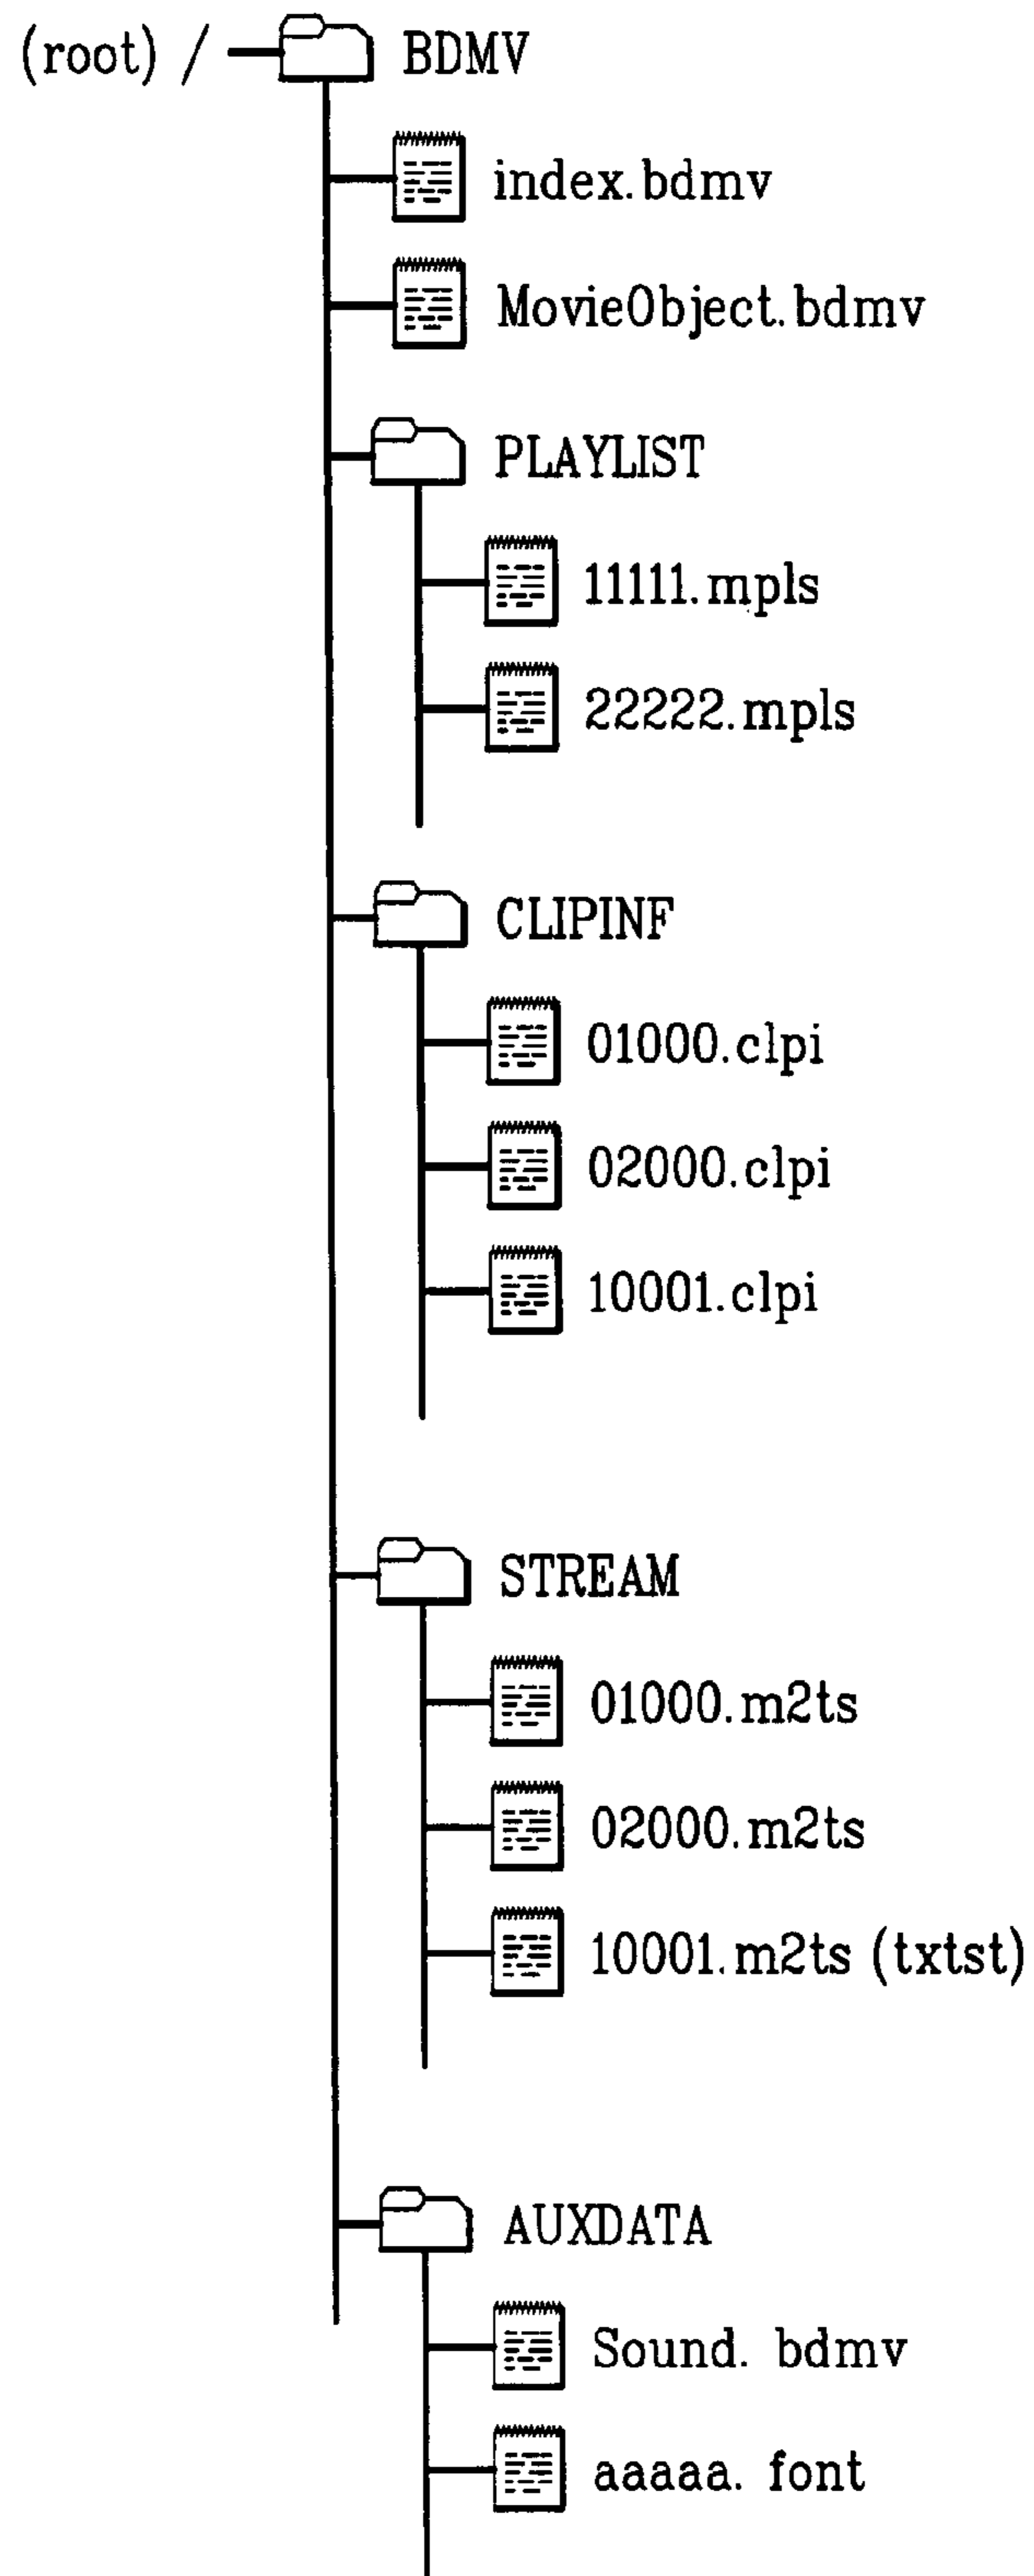 (root) / BDMV
index.bdmv
MovieObject.bdmv
PLAYLIST
11111.mpls
22222.mpls
CLIPINF
01000.clpi
02000.clpi
10001.clpi
STREAM
01000.m2ts
02000.m2ts
10001.m2ts (txtst)
AUXDATA
Sound. bdmv
aaaaa. font